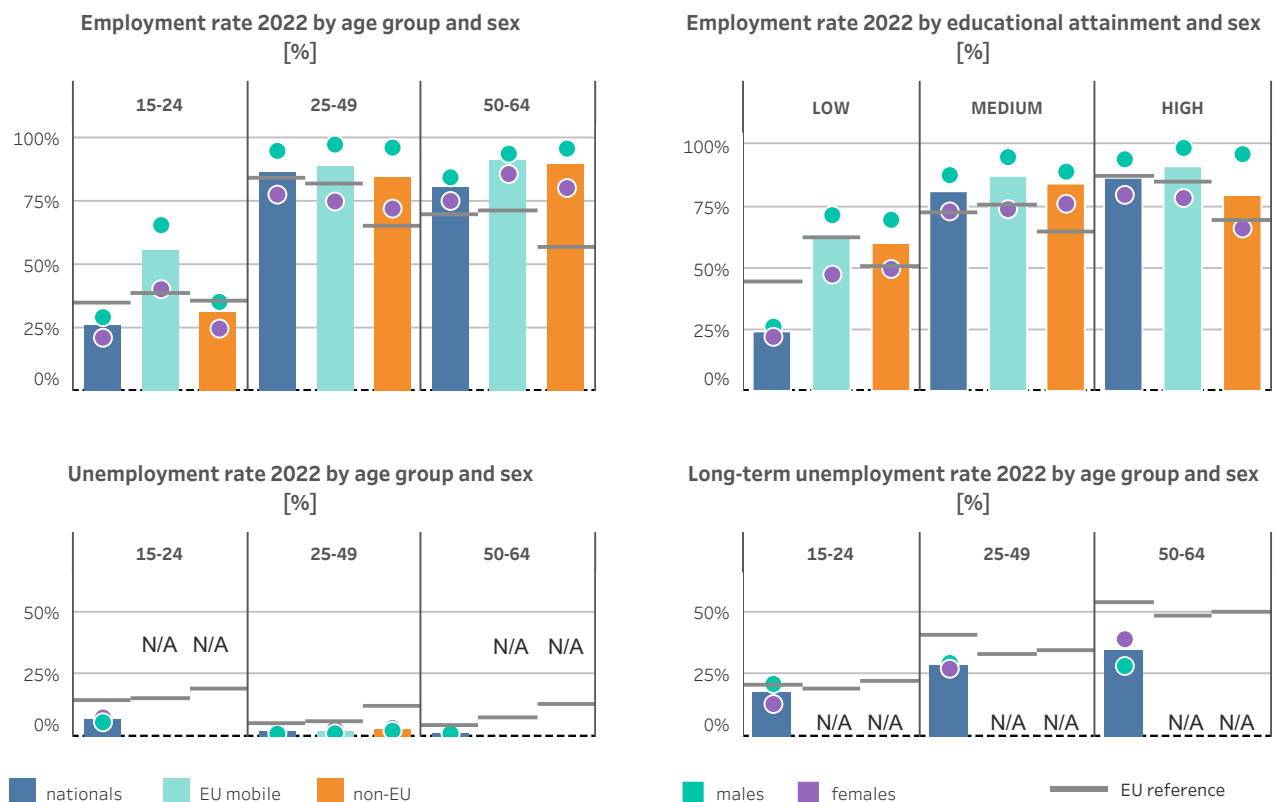 Employment rate 2022 by age group and sex
[%]
15-24
25-49
50-64
100%
75%
50%
25%
0%
Employment rate 2022 by educational attainment and sex
[%]
LOW
MEDIUM
HIGH
100%
75%
50%
25%
0%
Unemployment rate 2022 by age group and sex
[%]
15-24
25-49
50-64
50%
N/A N/A
N/A N/A
25%
0%
Long-term unemployment rate 2022 by age group and sex
[%]
15-24
25-49
50-64
50%
25%
0%
N/A N/A
N/A N/A
N/A N/A
nationals
EU mobile
non-EU
males
females
EU reference